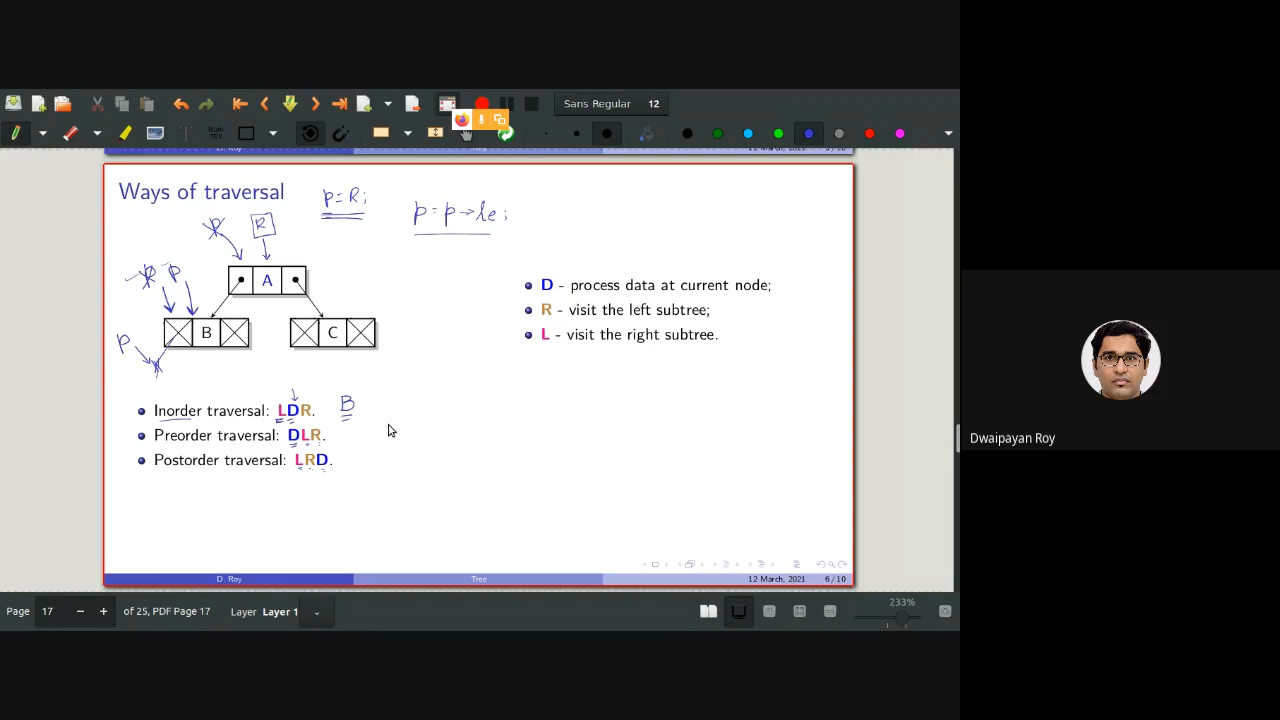 Sans Regular 12
D. Roy Tree 12 March, 2021 5/10
Ways of traversal
p = R;
p = p → le;
p R
A
p p
B C
p
D - process data at current node;
R - visit the left subtree;
L - visit the right subtree.
Inorder traversal: LDR. B
Preorder traversal: DLR.
Postorder traversal: LRD.
Dwaipayan Roy
D. Roy Tree 12 March, 2021 6/10
Page 17 of 25, PDF Page 17 Layer Layer 1 233%